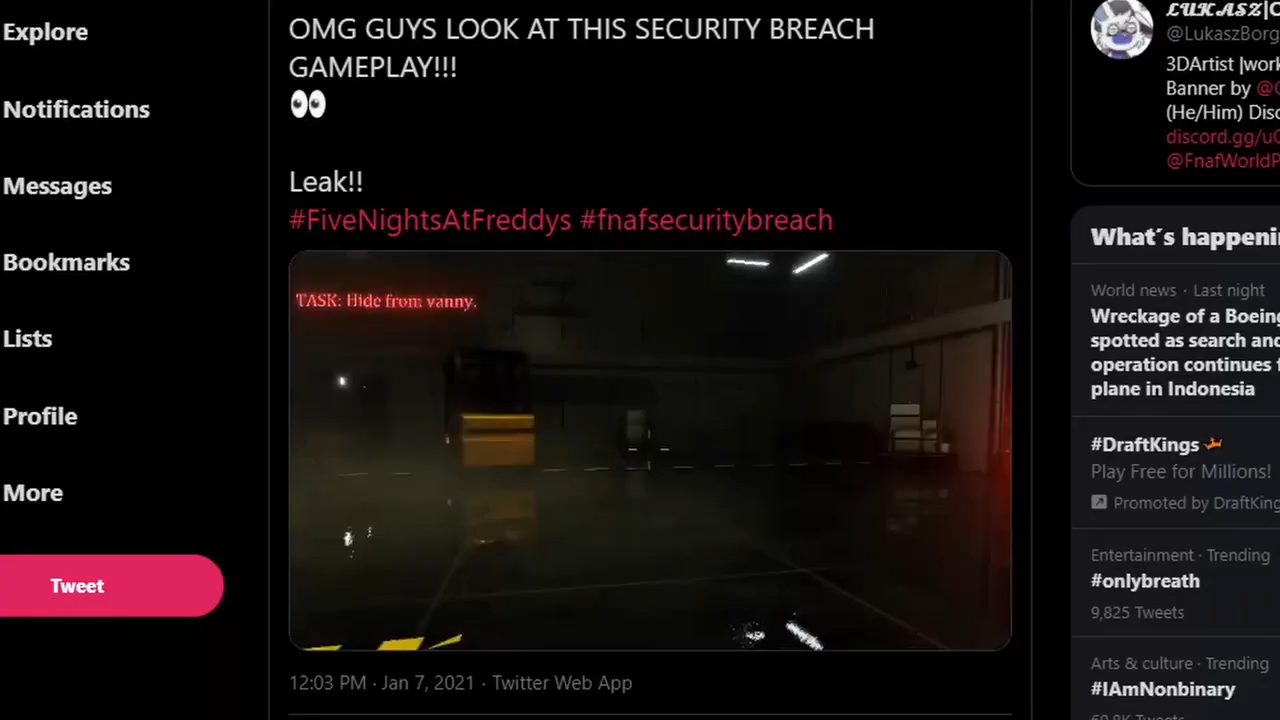 Explore
Notifications
Messages
Bookmarks
Lists
Profile
More
Tweet
OMG GUYS LOOK AT THIS SECURITY BREACH
GAMEPLAY!!!
👀
Leak!!
#FiveNightsAtFreddys #fnafsecuritybreach
TASK: Hide from vanny.
12:03 PM · Jan 7, 2021 · Twitter Web App
LUKASZ|
@LukaszBorg
3DArtist |work
Banner by @
(He/Him) Disc
discord.gg/u
@FnafWorldP
What´s happeni
World news · Last night
Wreckage of a Boeing
spotted as search and
operation continues f
plane in Indonesia
#DraftKings
Play Free for Millions!
Promoted by DraftKing
Entertainment · Trending
#onlybreath
9,825 Tweets
Arts & culture · Trending
#IAmNonbinary